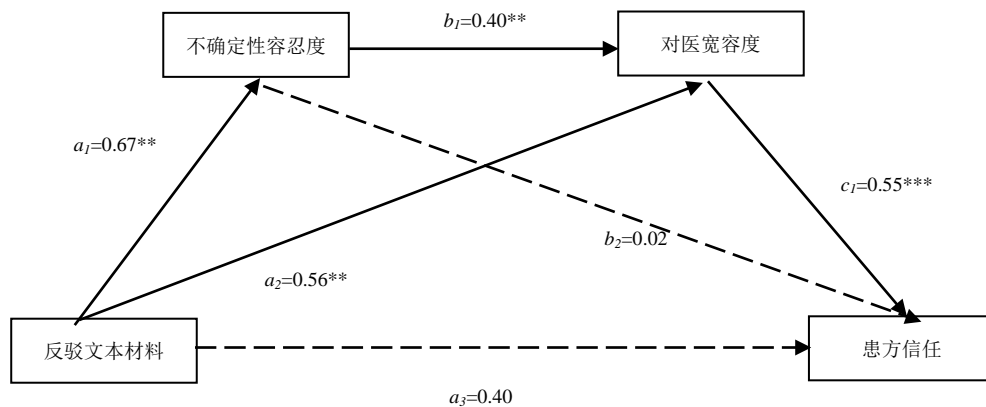 b₁=0.40**
不确定性容忍度
对医宽容度
a₁=0.67**
c₁=0.55***
b₂=0.02
a₂=0.56**
反驳文本材料
患方信任
a₃=0.40